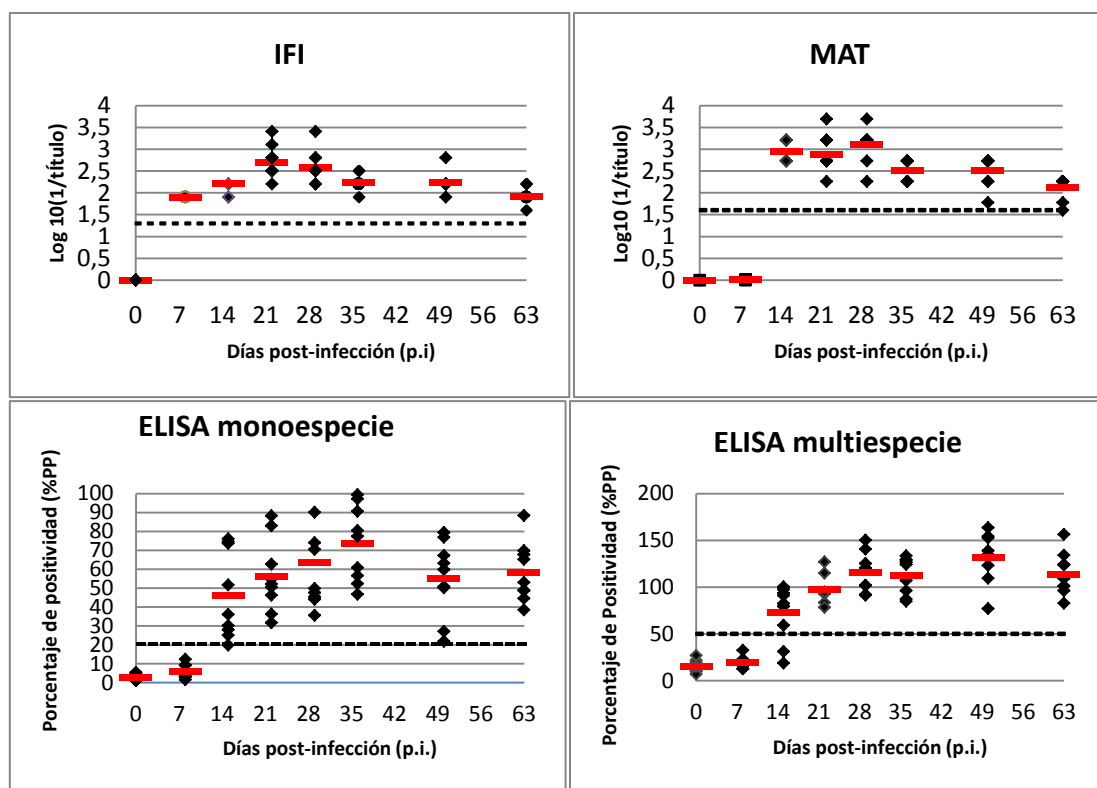 IFI
Log 10(1/título)
4
3,5
3
2,5
2
1,5
1
0,5
0
0 7 14 21 28 35 42 49 56 63
Días post-infección (p.i)
MAT
Log10 (1/título)
4
3,5
3
2,5
2
1,5
1
0,5
0
0 7 14 21 28 35 42 49 56 63
Días post-infección (p.i.)
ELISA monoespecie
Porcentaje de positividad (%PP)
100
90
80
70
60
50
40
30
20
10
0
0 7 14 21 28 35 42 49 56 63
Días post-infección (p.i.)
ELISA multiespecie
Porcentaje de Positividad (%PP)
200
150
100
50
0
0 7 14 21 28 35 42 49 56 63
Días post-infección (p.i.)